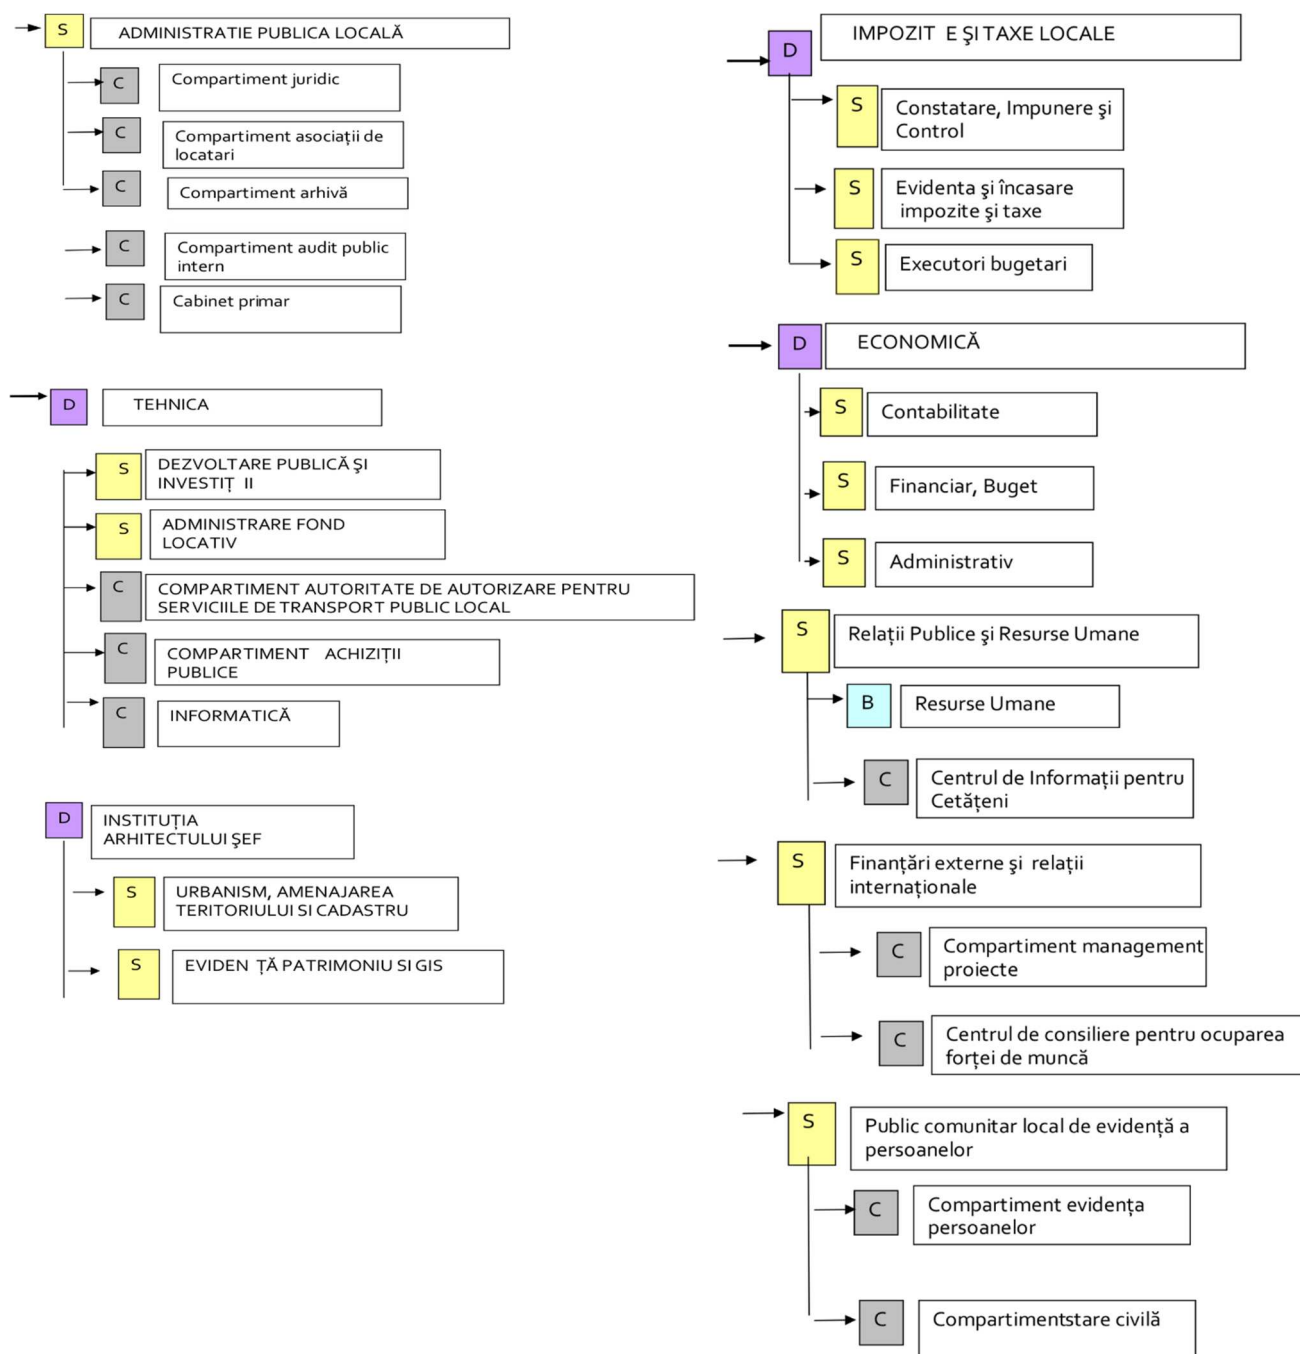 S ADMINISTRATIE PUBLICA LOCALĂ
C Compartiment juridic
C Compartiment asociații de
locatari
C Compartiment arhivă
C Compartiment audit public
intern
C Cabinet primar
D TEHNICA
S DEZVOLTARE PUBLICĂ ŞI
INVESTIȚ II
S ADMINISTRARE FOND
LOCATIV
C COMPARTIMENT AUTORITATE DE AUTORIZARE PENTRU
SERVICIILE DE TRANSPORT PUBLIC LOCAL
C COMPARTIMENT ACHIZIȚII
PUBLICE
C INFORMATICĂ
D INSTITUȚIA
ARHITECTULUI ŞEF
S URBANISM, AMENAJAREA
TERITORIULUI SI CADASTRU
S EVIDEN ȚĂ PATRIMONIU SI GIS
D IMPOZIT E ŞI TAXE LOCALE
S Constatare, Impunere şi
Control
S Evidenta şi încasare
impozite şi taxe
S Executori bugetari
D ECONOMICĂ
S Contabilitate
S Financiar, Buget
S Administrativ
S Relații Publice şi Resurse Umane
B Resurse Umane
C Centrul de Informații pentru
Cetățeni
S Finanțări externe şi relații
internaționale
C Compartiment management
proiecte
C Centrul de consiliere pentru ocuparea
forței de muncă
S Public comunitar local de evidență a
persoanelor
C Compartiment evidența
persoanelor
C Compartimentstare civilă